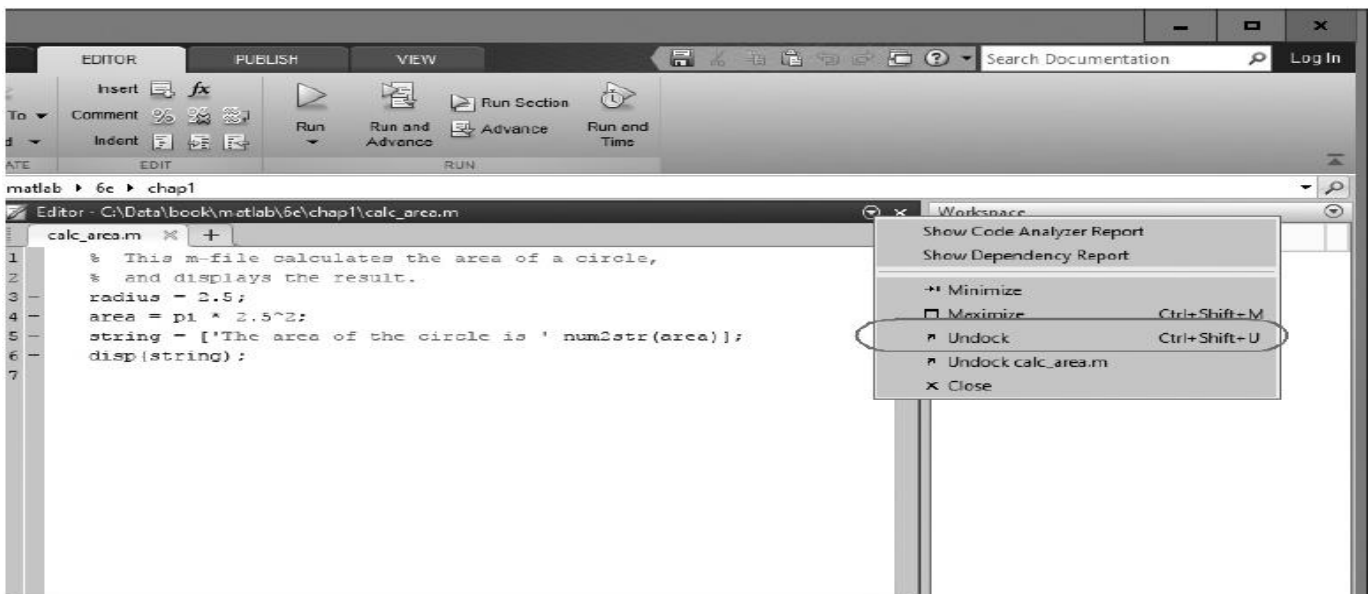 EDITOR PUBLISH VIEW Search Documentation Log In
Insert fx
To Comment Run Run and Advance Run Section Advance Run and Time
Indent
EDIT RUN
matlab ▸ 6e ▸ chap1
Editor - C:\Data\book\matlab\6e\chap1\calc_area.m Workspace
calc_area.m × +
1 % This m-file calculates the area of a circle,
2 % and displays the result.
3 – radius = 2.5;
4 – area = pi * 2.5^2;
5 – string = ['The area of the circle is ' num2str(area)];
6 – disp(string);
7
Show Code Analyzer Report
Show Dependency Report
Minimize
Maximize Ctrl+Shift+M
Undock Ctrl+Shift+U
Undock calc_area.m
Close